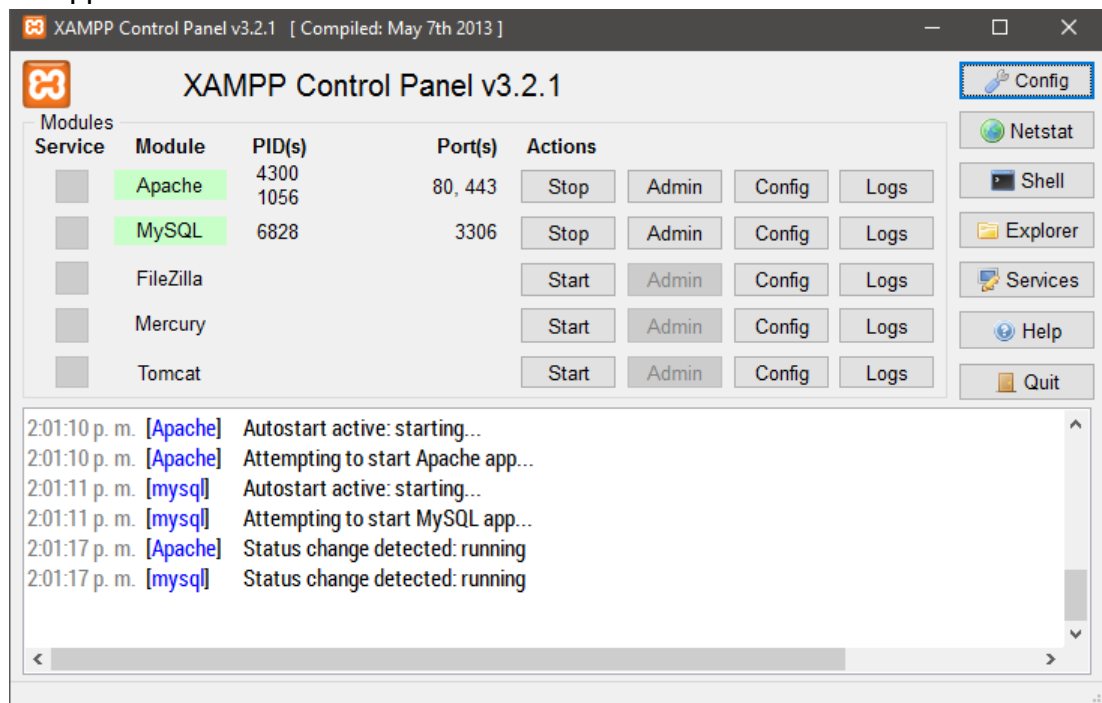 XAMPP Control Panel v3.2.1 [ Compiled: May 7th 2013 ]
XAMPP Control Panel v3.2.1
Config
Modules
Netstat
Service Module PID(s) Port(s) Actions
Apache 4300 1056 80, 443 Stop Admin Config Logs
Shell
MySQL 6828 3306 Stop Admin Config Logs
Explorer
FileZilla Start Admin Config Logs
Services
Mercury Start Admin Config Logs
Help
Tomcat Start Admin Config Logs
Quit
2:01:10 p. m. [Apache] Autostart active: starting...
2:01:10 p. m. [Apache] Attempting to start Apache app...
2:01:11 p. m. [mysql] Autostart active: starting...
2:01:11 p. m. [mysql] Attempting to start MySQL app...
2:01:17 p. m. [Apache] Status change detected: running
2:01:17 p. m. [mysql] Status change detected: running